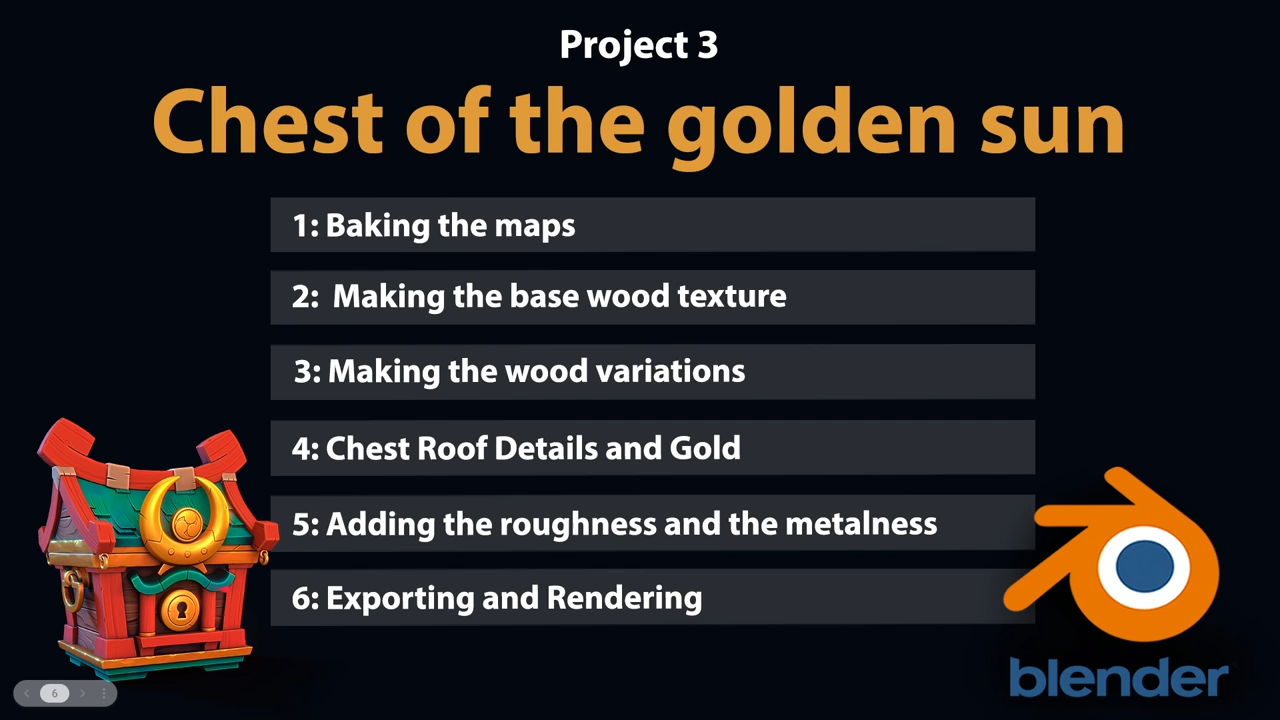 Project 3
Chest of the golden sun
1: Baking the maps
2:  Making the base wood texture
3: Making the wood variations
4: Chest Roof Details and Gold
5: Adding the roughness and the metalness
6: Exporting and Rendering
blender
6